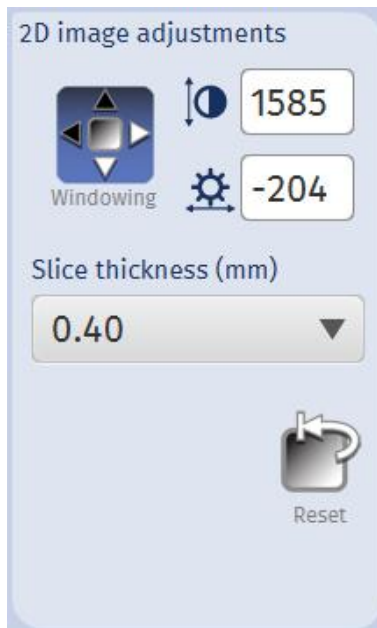 2D image adjustments
1585
Windowing
-204
Slice thickness (mm)
0.40
Reset